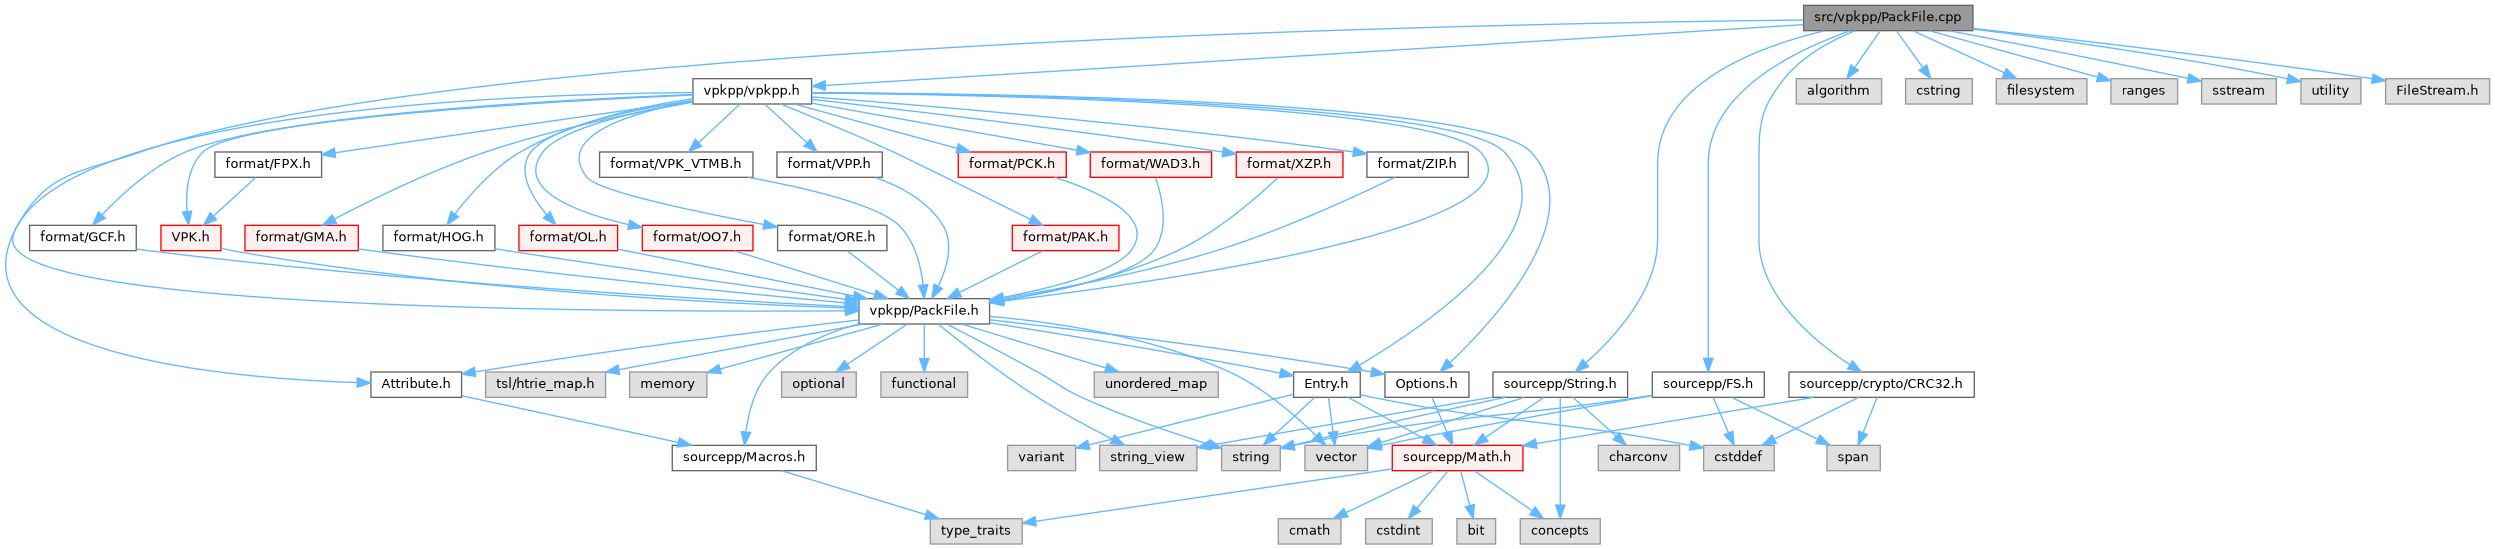 src/vpkpp/PackFile.cpp
vpkpp/vpkpp.h
algorithm
cstring
filesystem
ranges
sstream
utility
FileStream.h
format/FPX.h
format/VPK_VTMB.h
format/VPP.h
format/PCK.h
format/WAD3.h
format/XZP.h
format/ZIP.h
format/GCF.h
VPK.h
format/GMA.h
format/HOG.h
format/OL.h
format/OO7.h
format/ORE.h
format/PAK.h
vpkpp/PackFile.h
Attribute.h
tsl/htrie_map.h
memory
optional
functional
unordered_map
Entry.h
Options.h
sourcepp/String.h
sourcepp/FS.h
sourcepp/crypto/CRC32.h
sourcepp/Macros.h
variant
string_view
string
vector
sourcepp/Math.h
charconv
cstddef
span
type_traits
cmath
cstdint
bit
concepts